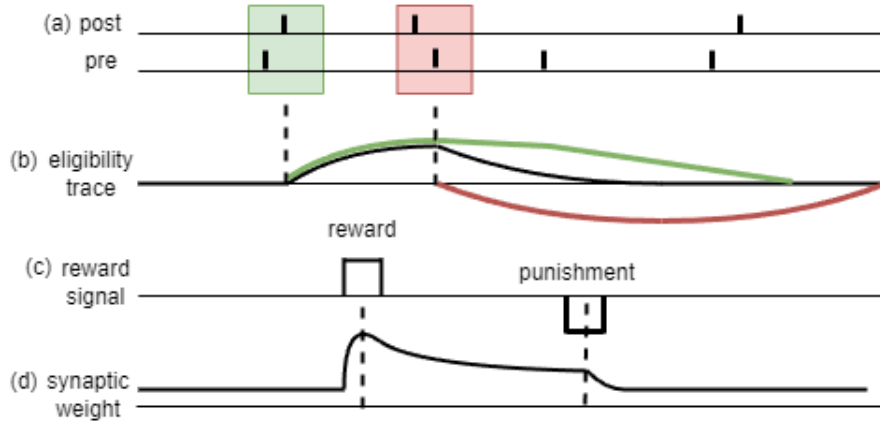 (a) post
pre
(b) eligibility
trace
reward
(c) reward
signal
punishment
(d) synaptic
weight